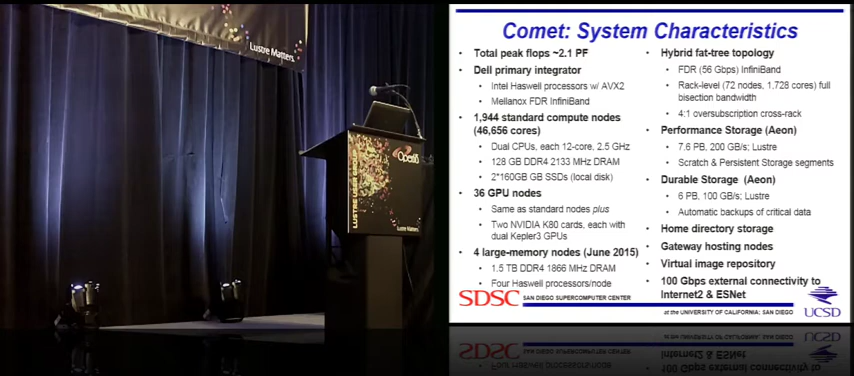 Lustre Matters.
OpenSFS
LUSTRE USER GROUP
Lustre Matters.
Comet: System Characteristics
• Total peak flops ~2.1 PF
• Dell primary integrator
• Intel Haswell processors w/ AVX2
• Mellanox FDR InfiniBand
• 1,944 standard compute nodes
(46,656 cores)
• Dual CPUs, each 12-core, 2.5 GHz
• 128 GB DDR4 2133 MHz DRAM
• 2*160GB GB SSDs (local disk)
• 36 GPU nodes
• Same as standard nodes plus
• Two NVIDIA K80 cards, each with
dual Kepler3 GPUs
• 4 large-memory nodes (June 2015)
• 1.5 TB DDR4 1866 MHz DRAM
• Four Haswell processors/node
• Hybrid fat-tree topology
• FDR (56 Gbps) InfiniBand
• Rack-level (72 nodes, 1,728 cores) full
bisection bandwidth
• 4:1 oversubscription cross-rack
• Performance Storage (Aeon)
• 7.6 PB, 200 GB/s; Lustre
• Scratch & Persistent Storage segments
• Durable Storage (Aeon)
• 6 PB, 100 GB/s; Lustre
• Automatic backups of critical data
• Home directory storage
• Gateway hosting nodes
• Virtual image repository
• 100 Gbps external connectivity to
Internet2 & ESNet
SDSC SAN DIEGO SUPERCOMPUTER CENTER
at the UNIVERSITY OF CALIFORNIA; SAN DIEGO
UCSD